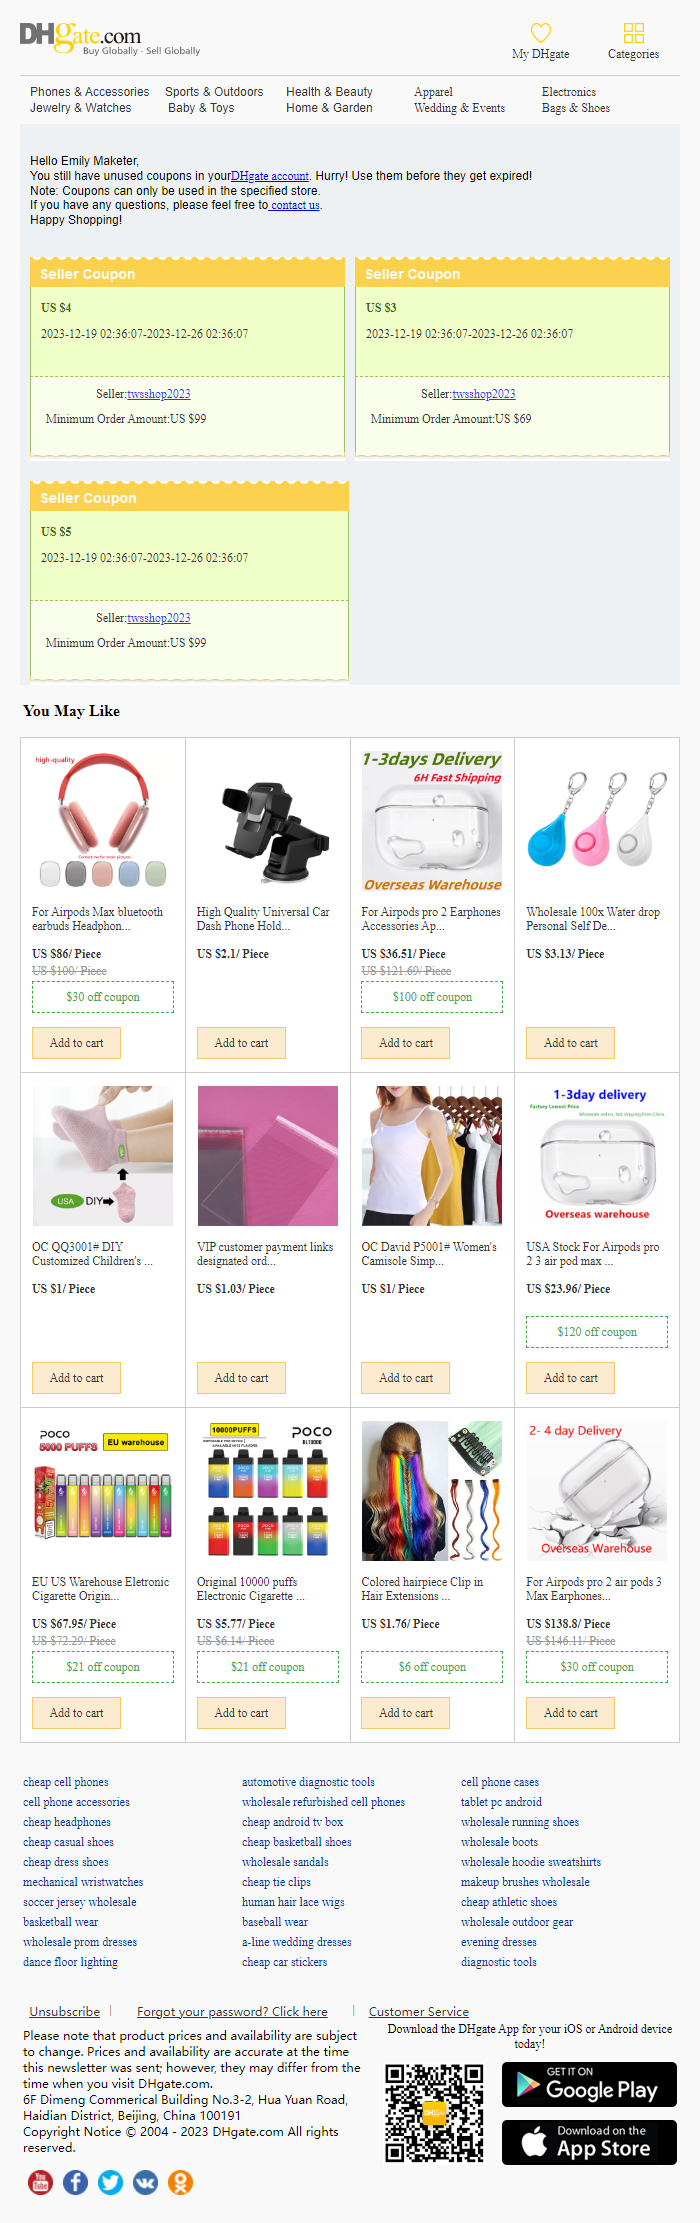 DHgate.com
Buy Globally · Sell Globally
My DHgate
Categories
Phones & Accessories Sports & Outdoors Health & Beauty Apparel Electronics
Jewelry & Watches Baby & Toys Home & Garden Wedding & Events Bags & Shoes
Hello Emily Maketer,
You still have unused coupons in yourDHgate account. Hurry! Use them before they get expired!
Note: Coupons can only be used in the specified store.
If you have any questions, please feel free to contact us.
Happy Shopping!
Seller Coupon
US $4
2023-12-19 02:36:07-2023-12-26 02:36:07
Seller:twsshop2023
Minimum Order Amount:US $99
Seller Coupon
US $3
2023-12-19 02:36:07-2023-12-26 02:36:07
Seller:twsshop2023
Minimum Order Amount:US $69
Seller Coupon
US $5
2023-12-19 02:36:07-2023-12-26 02:36:07
Seller:twsshop2023
Minimum Order Amount:US $99
You May Like
high-quality
Contact me for more pictures
For Airpods Max bluetooth
earbuds Headphon...
US $86/ Piece
US $100/ Piece
$30 off coupon
Add to cart
High Quality Universal Car
Dash Phone Hold...
US $2.1/ Piece
Add to cart
1-3days Delivery
6H Fast Shipping
Overseas Warehouse
For Airpods pro 2 Earphones
Accessories Ap...
US $36.51/ Piece
US $121.69/ Piece
$100 off coupon
Add to cart
Wholesale 100x Water drop
Personal Self De...
US $3.13/ Piece
Add to cart
USA DIY
OC QQ3001# DIY
Customized Children's ...
US $1/ Piece
Add to cart
VIP customer payment links
designated ord...
US $1.03/ Piece
Add to cart
OC David P5001# Women's
Camisole Simp...
US $1/ Piece
Add to cart
1-3day delivery
Factory Lowest Price
Wholesale orders, fast shipping from China.
Overseas warehouse
USA Stock For Airpods pro
2 3 air pod max ...
US $23.96/ Piece
$120 off coupon
Add to cart
POCO
5000 PUFFS
EU warehouse
EU US Warehouse Eletronic
Cigarette Origin...
US $67.95/ Piece
US $72.29/ Piece
$21 off coupon
Add to cart
10000PUFFS
POCO
BL10000
Original 10000 puffs
Electronic Cigarette ...
US $5.77/ Piece
US $6.14/ Piece
$21 off coupon
Add to cart
Colored hairpiece Clip in
Hair Extensions ...
US $1.76/ Piece
$6 off coupon
Add to cart
2- 4 day Delivery
Overseas Warehouse
For Airpods pro 2 air pods 3
Max Earphones...
US $138.8/ Piece
US $146.11/ Piece
$30 off coupon
Add to cart
cheap cell phones automotive diagnostic tools cell phone cases
cell phone accessories wholesale refurbished cell phones tablet pc android
cheap headphones cheap android tv box wholesale running shoes
cheap casual shoes cheap basketball shoes wholesale boots
cheap dress shoes wholesale sandals wholesale hoodie sweatshirts
mechanical wristwatches cheap tie clips makeup brushes wholesale
soccer jersey wholesale human hair lace wigs cheap athletic shoes
basketball wear baseball wear wholesale outdoor gear
wholesale prom dresses a-line wedding dresses evening dresses
dance floor lighting cheap car stickers diagnostic tools
Unsubscribe | Forgot your password? Click here | Customer Service
Please note that product prices and availability are subject
to change. Prices and availability are accurate at the time
this newsletter was sent; however, they may differ from the
time when you visit DHgate.com.
6F Dimeng Commerical Building No.3-2, Hua Yuan Road,
Haidian District, Beijing, China 100191
Copyright Notice © 2004 - 2023 DHgate.com All rights
reserved.
Download the DHgate App for your iOS or Android device
today!
DHgate
GET IT ON
Google Play
Download on the
App Store
You
Tube